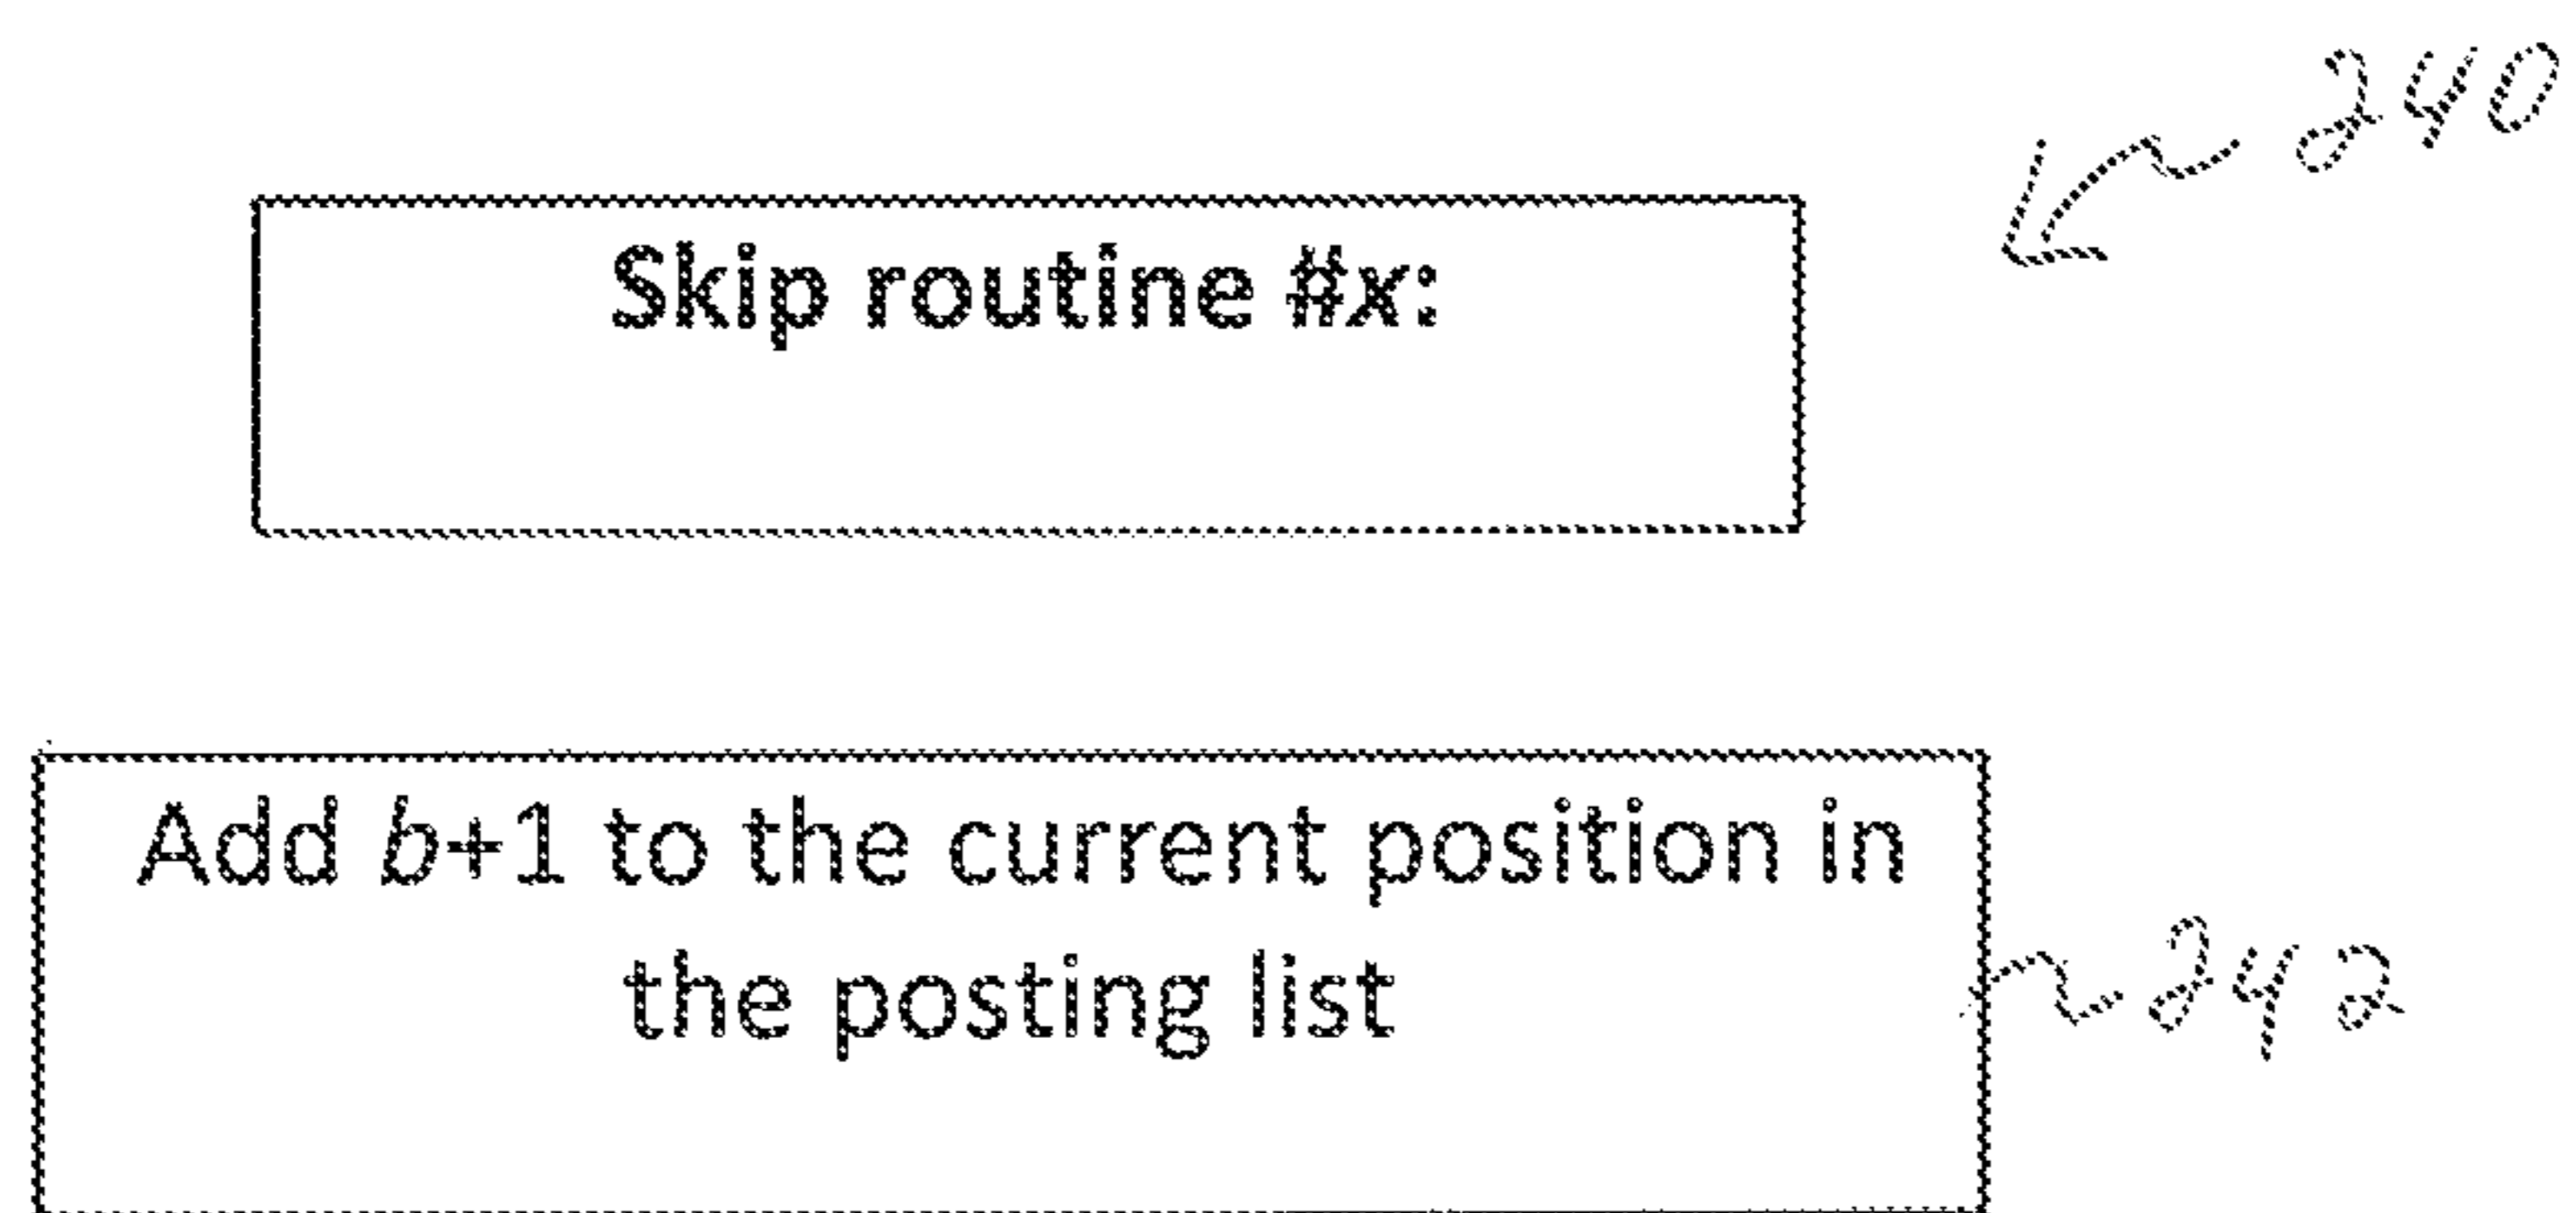 240
Skip routine #x:
Add b+1 to the current position in
the posting list
242